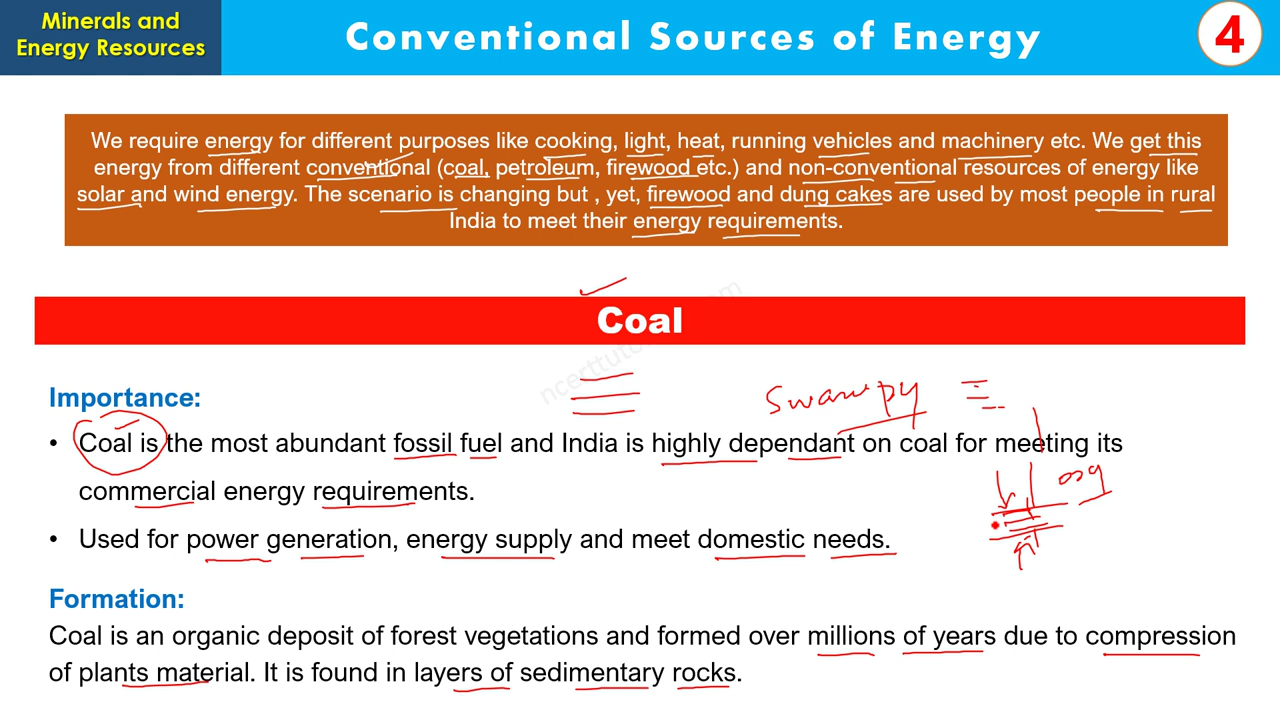 Minerals and
Energy Resources
Conventional Sources of Energy
4
We require energy for different purposes like cooking, light, heat, running vehicles and machinery etc. We get this
energy from different conventional (coal, petroleum, firewood etc.) and non-conventional resources of energy like
solar and wind energy. The scenario is changing but , yet, firewood and dung cakes are used by most people in rural
India to meet their energy requirements.
Coal
Importance:
• Coal is the most abundant fossil fuel and India is highly dependant on coal for meeting its
commercial energy requirements.
• Used for power generation, energy supply and meet domestic needs.
Formation:
Coal is an organic deposit of forest vegetations and formed over millions of years due to compression
of plants material. It is found in layers of sedimentary rocks.